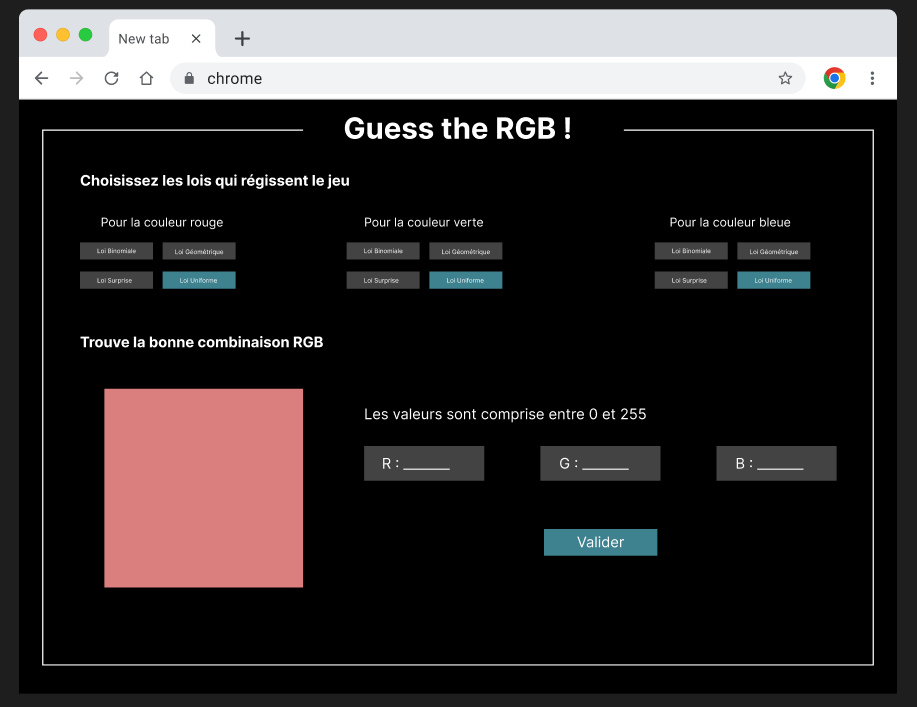 New tab
chrome
Guess the RGB !
Choisissez les lois qui régissent le jeu
Pour la couleur rouge
Pour la couleur verte
Pour la couleur bleue
Loi Binomiale
Loi Géométrique
Loi Binomiale
Loi Géométrique
Loi Binomiale
Loi Géométrique
Loi Surprise
Loi Uniforme
Loi Surprise
Loi Uniforme
Loi Surprise
Loi Uniforme
Trouve la bonne combinaison RGB
Les valeurs sont comprise entre 0 et 255
R : ______
G : ______
B : ______
Valider